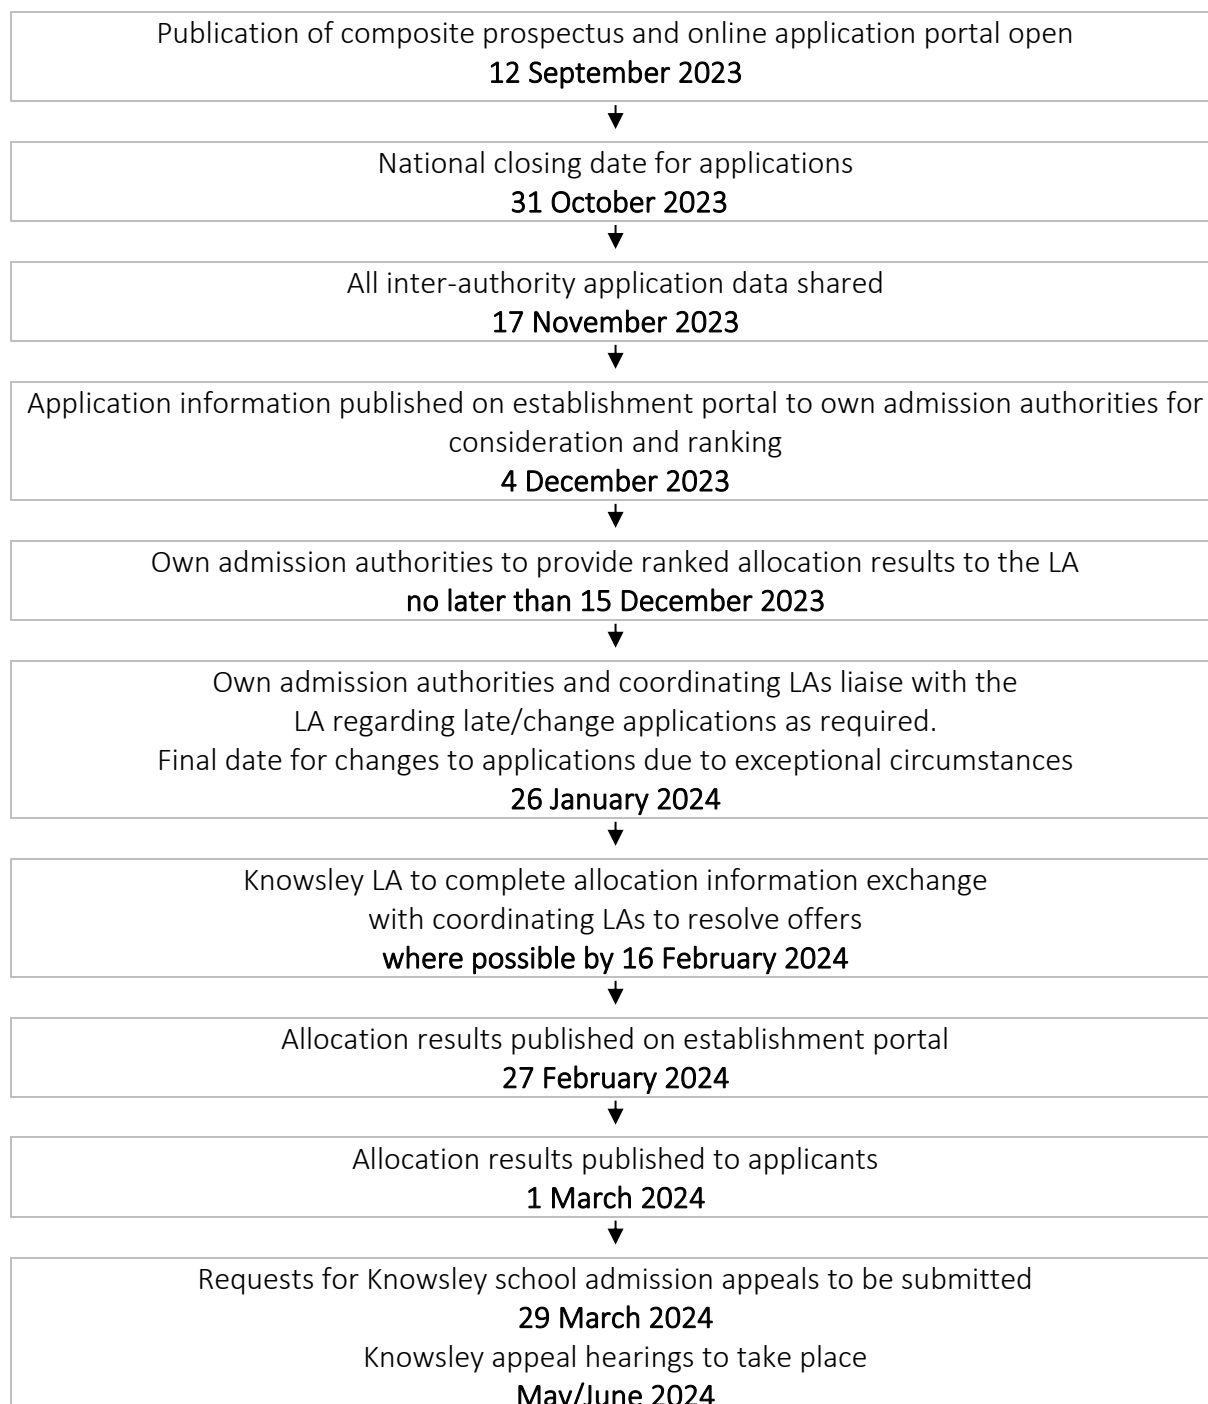 Publication of composite prospectus and online application portal open
12 September 2023
National closing date for applications
31 October 2023
All inter-authority application data shared
17 November 2023
Application information published on establishment portal to own admission authorities for
consideration and ranking
4 December 2023
Own admission authorities to provide ranked allocation results to the LA
no later than 15 December 2023
Own admission authorities and coordinating LAs liaise with the
LA regarding late/change applications as required.
Final date for changes to applications due to exceptional circumstances
26 January 2024
Knowsley LA to complete allocation information exchange
with coordinating LAs to resolve offers
where possible by 16 February 2024
Allocation results published on establishment portal
27 February 2024
Allocation results published to applicants
1 March 2024
Requests for Knowsley school admission appeals to be submitted
29 March 2024
Knowsley appeal hearings to take place
May/June 2024